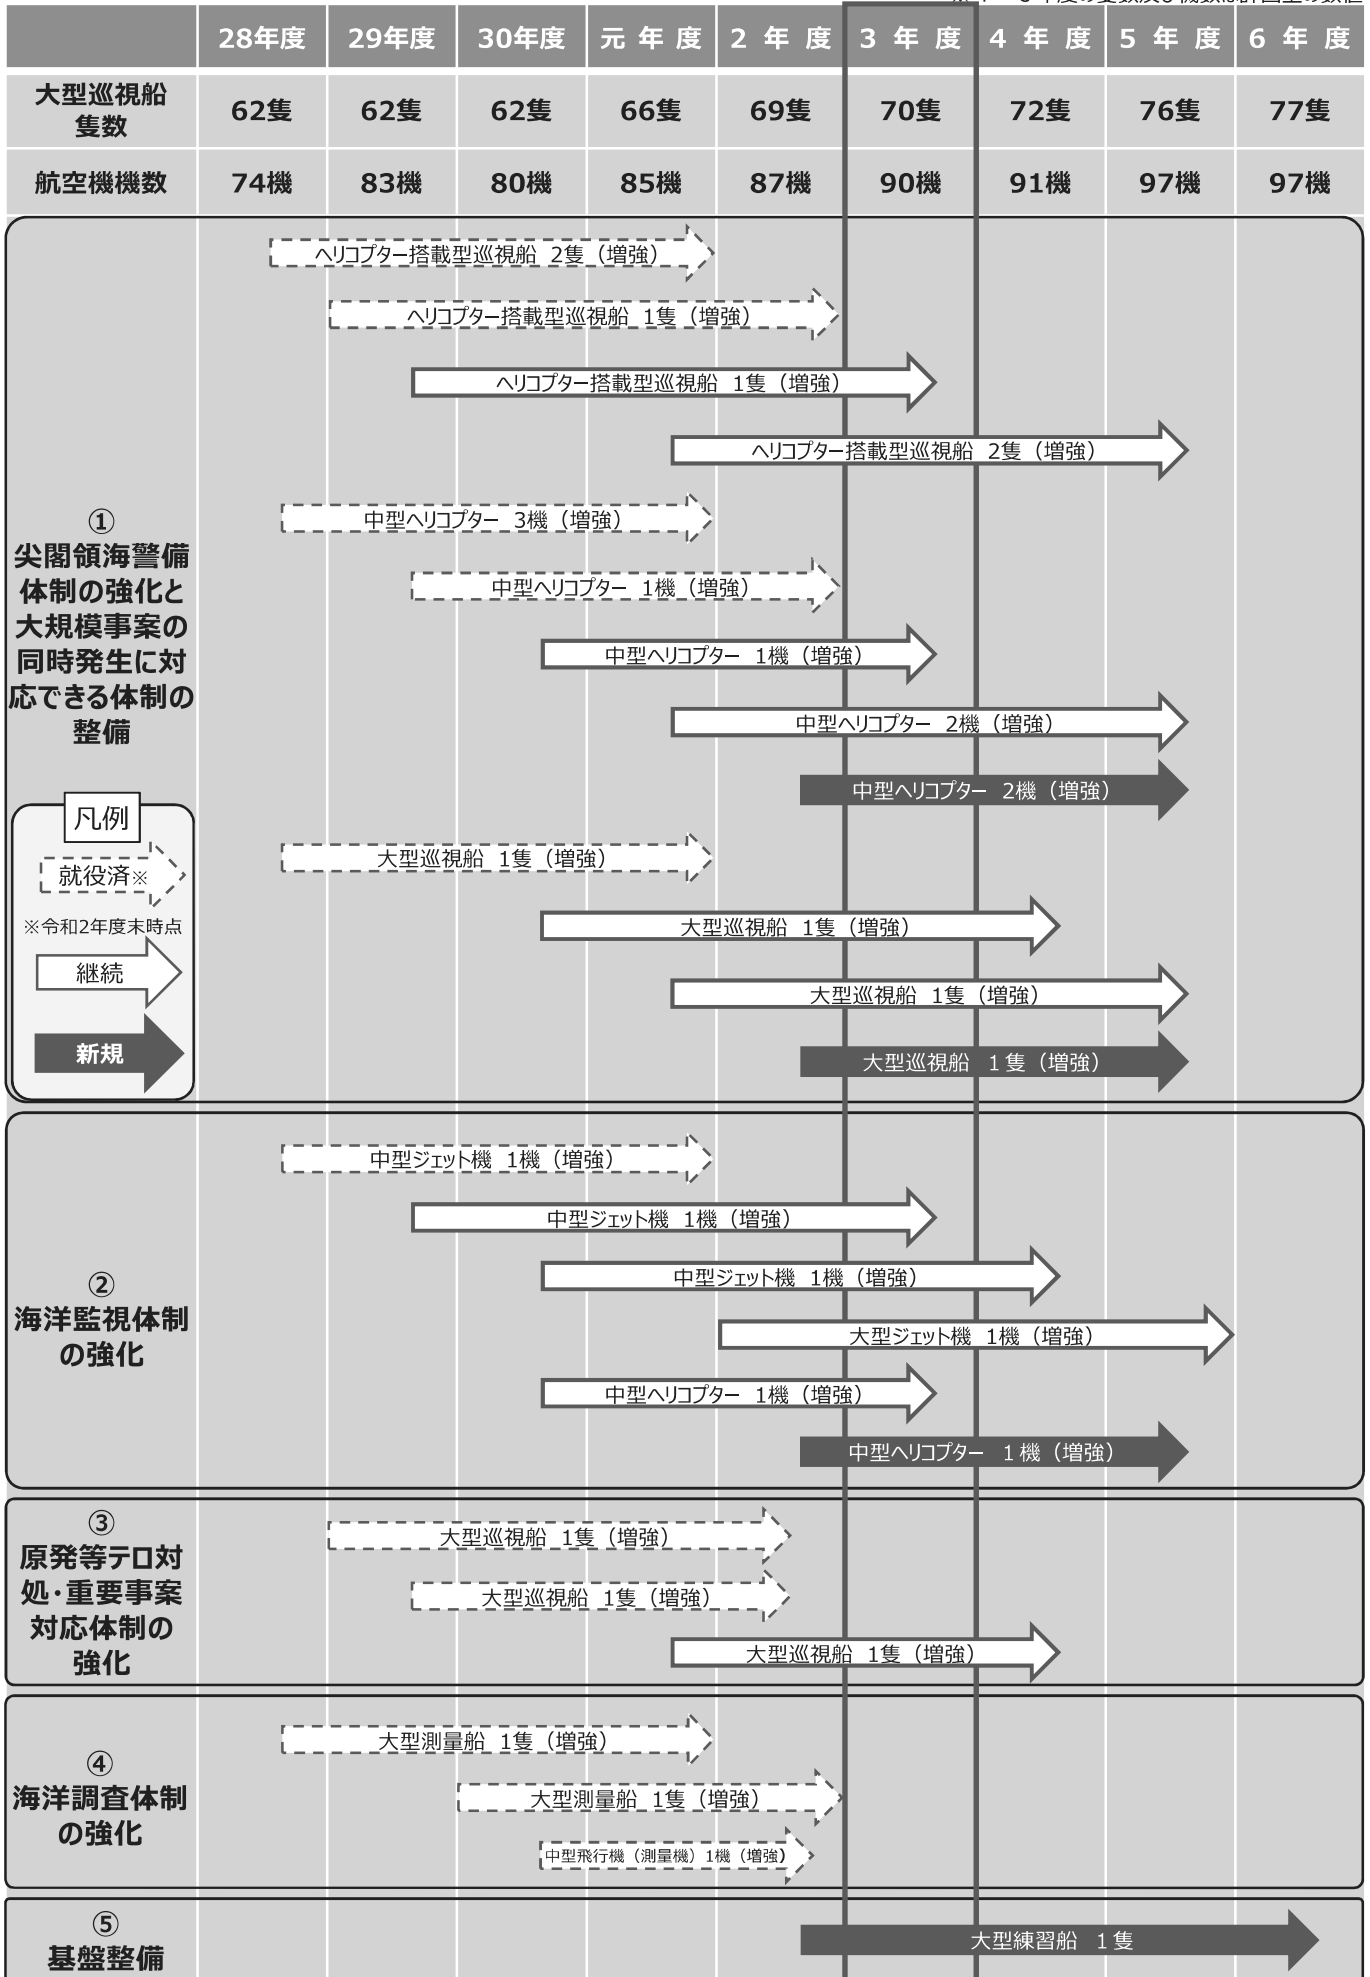 28年度 29年度 30年度 元 年 度 2 年 度 3 年 度 4 年 度 5 年 度 6 年 度
大型巡視船
隻数
62隻 62隻 62隻 66隻 69隻 70隻 72隻 76隻 77隻
航空機機数 74機 83機 80機 85機 87機 90機 91機 97機 97機
①
尖閣領海警備
体制の強化と
大規模事案の
同時発生に対
応できる体制の
整備
ヘリコプター搭載型巡視船 2隻（増強）
ヘリコプター搭載型巡視船 1隻（増強）
ヘリコプター搭載型巡視船 1隻（増強）
ヘリコプター搭載型巡視船 2隻（増強）
中型ヘリコプター 3機（増強）
中型ヘリコプター 1機（増強）
中型ヘリコプター 1機（増強）
中型ヘリコプター 2機（増強）
中型ヘリコプター 2機（増強）
大型巡視船 1隻（増強）
大型巡視船 1隻（増強）
大型巡視船 1隻（増強）
大型巡視船 1隻（増強）
凡例
就役済※
※令和2年度末時点
継続
新規
②
海洋監視体制
の強化
中型ジェット機 1機（増強）
中型ジェット機 1機（増強）
中型ジェット機 1機（増強）
大型ジェット機 1機（増強）
中型ヘリコプター 1機（増強）
中型ヘリコプター 1機（増強）
③
原発等テロ対
処・重要事案
対応体制の
強化
大型巡視船 1隻（増強）
大型巡視船 1隻（増強）
大型巡視船 1隻（増強）
④
海洋調査体制
の強化
大型測量船 1隻（増強）
大型測量船 1隻（増強）
中型飛行機（測量機）1機（増強）
⑤
基盤整備
大型練習船 1隻